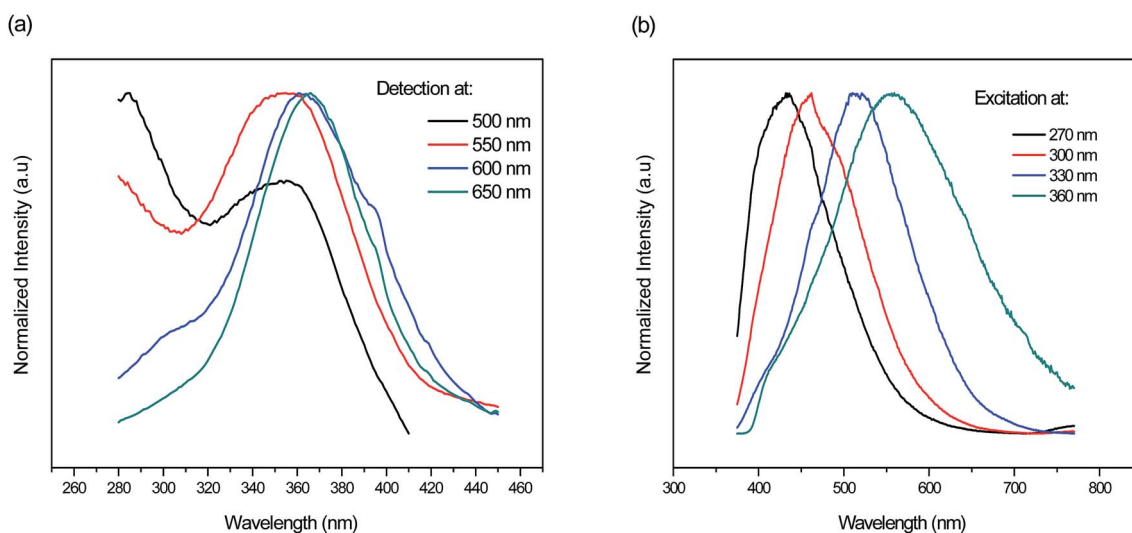 (a)
Detection at:
500 nm
550 nm
600 nm
650 nm
Normalized Intensity (a.u)
260 280 300 320 340 360 380 400 420 440 460
Wavelength (nm)
(b)
Excitation at:
270 nm
300 nm
330 nm
360 nm
Normalized Intensity (a.u)
300 400 500 600 700 800
Wavelength (nm)